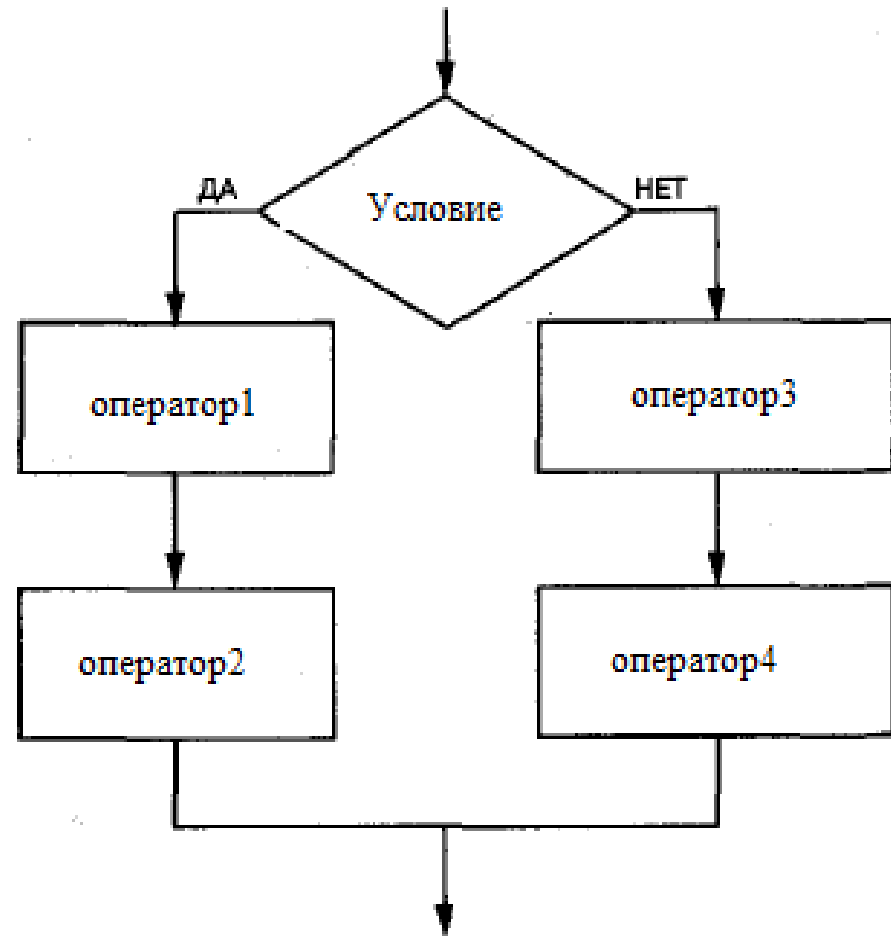 ДА
Условие
НЕТ
оператор1
оператор3
оператор2
оператор4